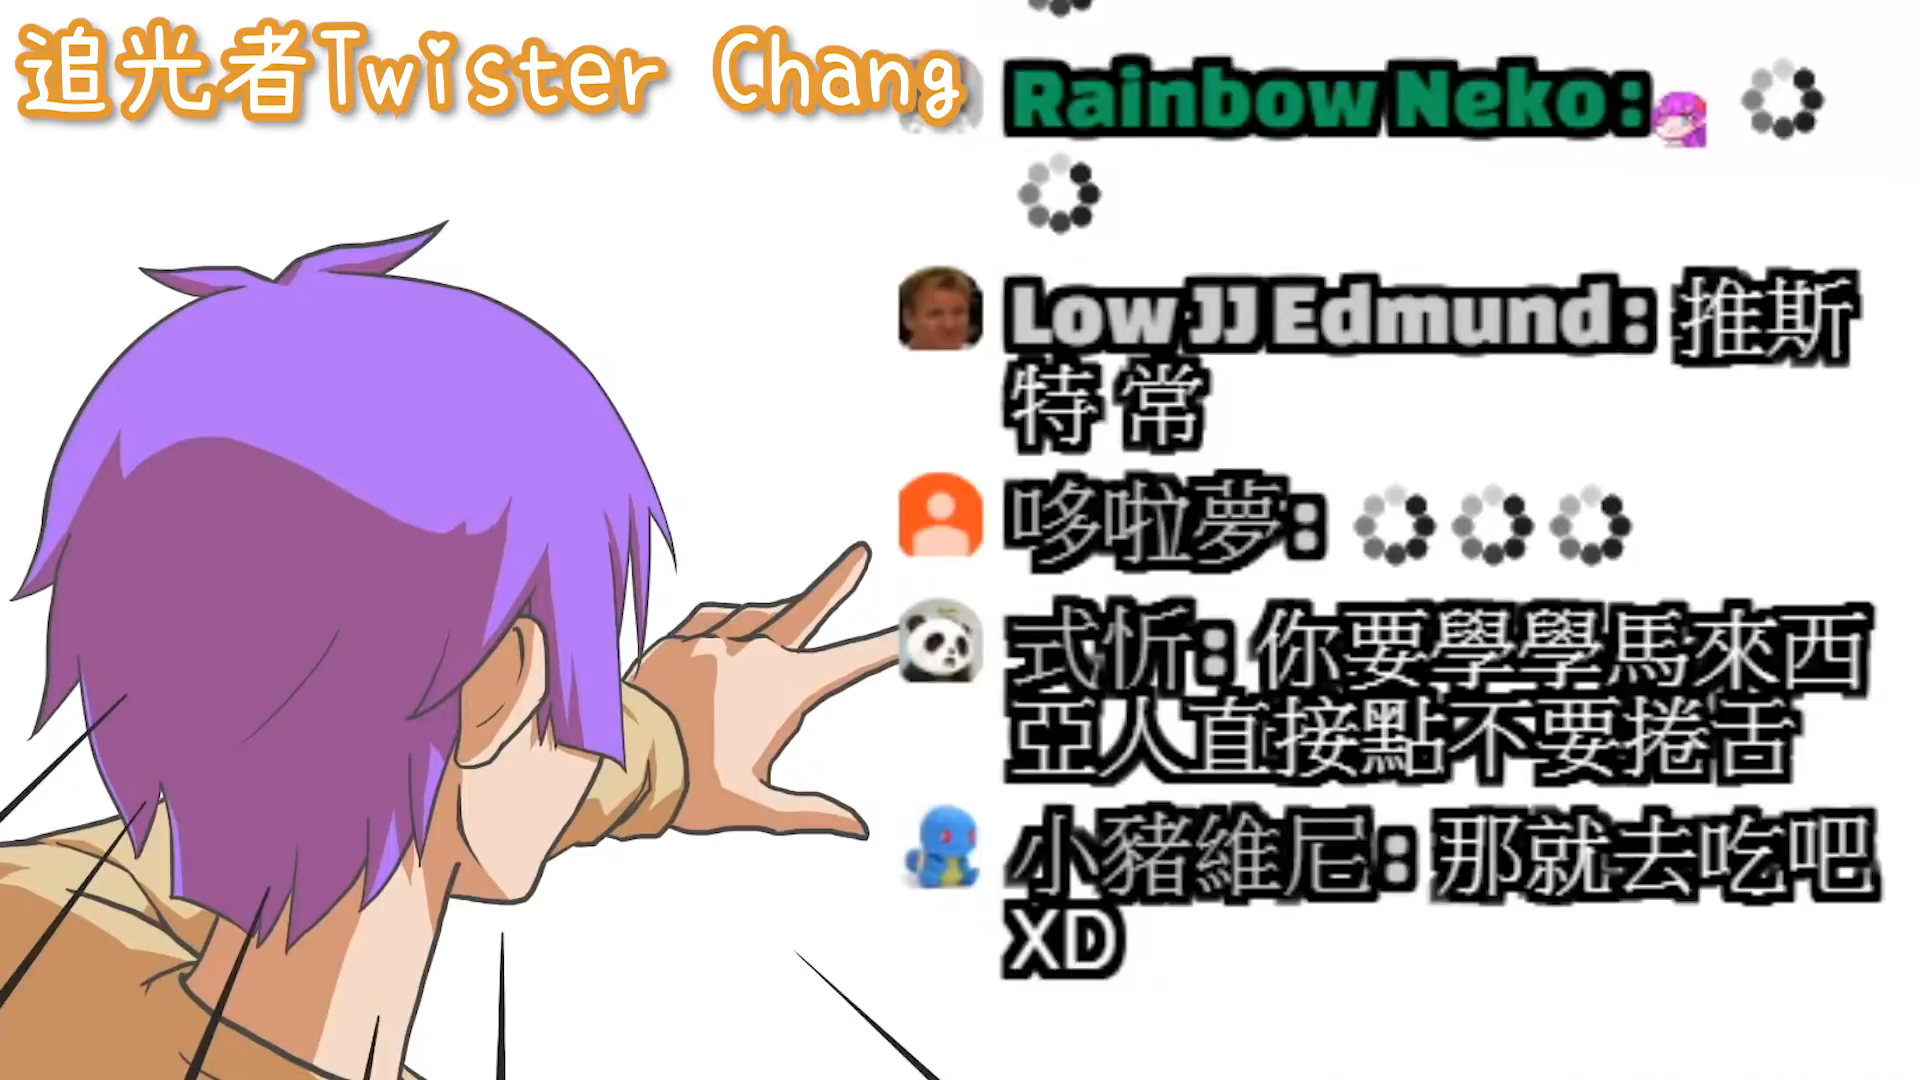 追光者Twister Chang
Rainbow Neko:
Low JJ Edmund: 推斯
特 常
哆啦夢:
式忻: 你要學學馬來西
亞人直接點不要捲舌
小豬維尼: 那就去吃吧
XD